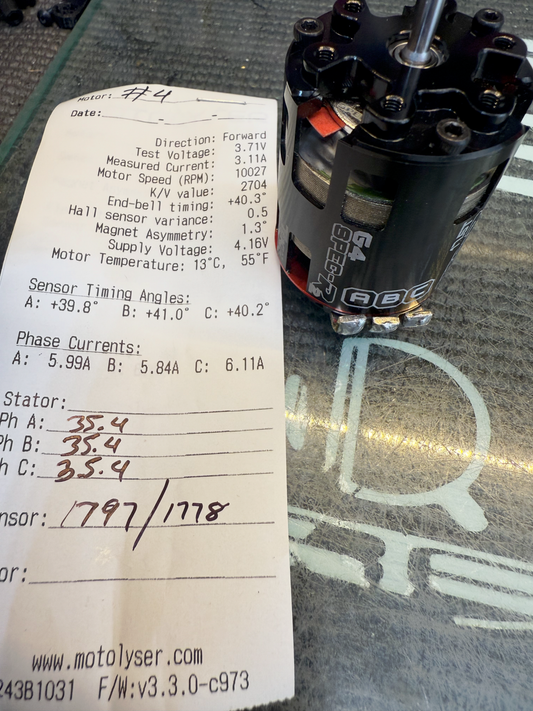 Motor: #4
Date: - -
Direction: Forward
Test Voltage: 3.71V
Measured Current: 3.11A
Motor Speed (RPM): 10027
K/V value: 2704
End-bell timing: +40.3°
Hall sensor variance: 0.5
Magnet Asymmetry: 1.3°
Supply Voltage: 4.16V
Motor Temperature: 13°C, 55°F
Sensor Timing Angles:
A: +39.8° B: +41.0° C: +40.2°
Phase Currents:
A: 5.99A B: 5.84A C: 6.11A
Stator:
Ph A: 35.4
Ph B: 35.4
h C: 35.4
nsor: 1797/1778
or:
www.motolyser.com
243B1031 F/W:v3.3.0-c973
G4
SPEC-R
A B C